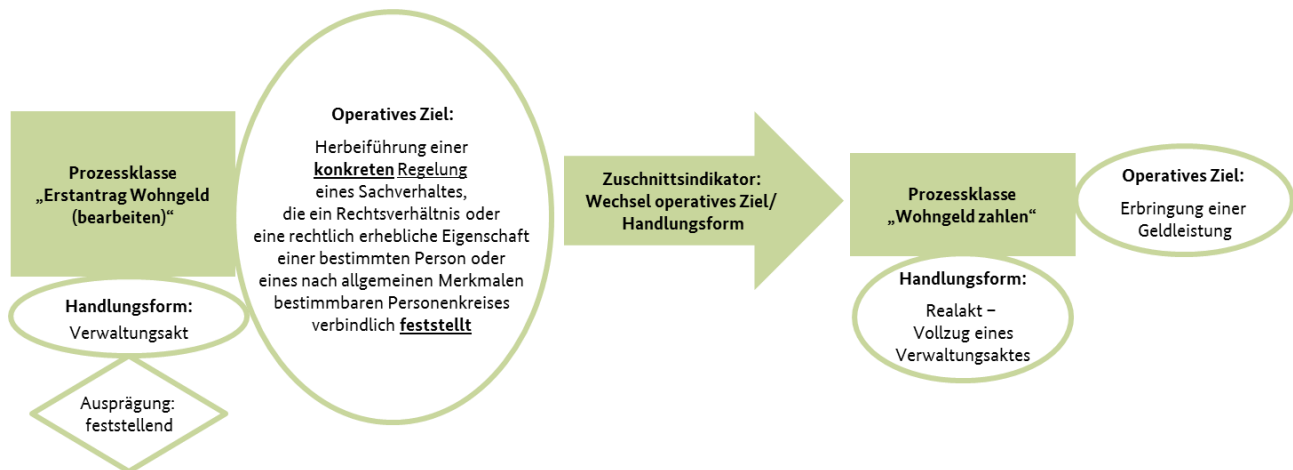 Prozessklasse
„Erstantrag Wohngeld
(bearbeiten)“
Handlungsform:
Verwaltungsakt
Ausprägung:
feststellend
Operatives Ziel:
Herbeiführung einer
konkreten Regelung
eines Sachverhaltes,
die ein Rechtsverhältnis oder
eine rechtlich erhebliche Eigenschaft
einer bestimmten Person oder
eines nach allgemeinen Merkmalen
bestimmbaren Personenkreises
verbindlich feststellt
Zuschnittsindikator:
Wechsel operatives Ziel/
Handlungsform
Prozessklasse
„Wohngeld zahlen“
Handlungsform:
Realakt –
Vollzug eines
Verwaltungsaktes
Operatives Ziel:
Erbringung einer
Geldleistung